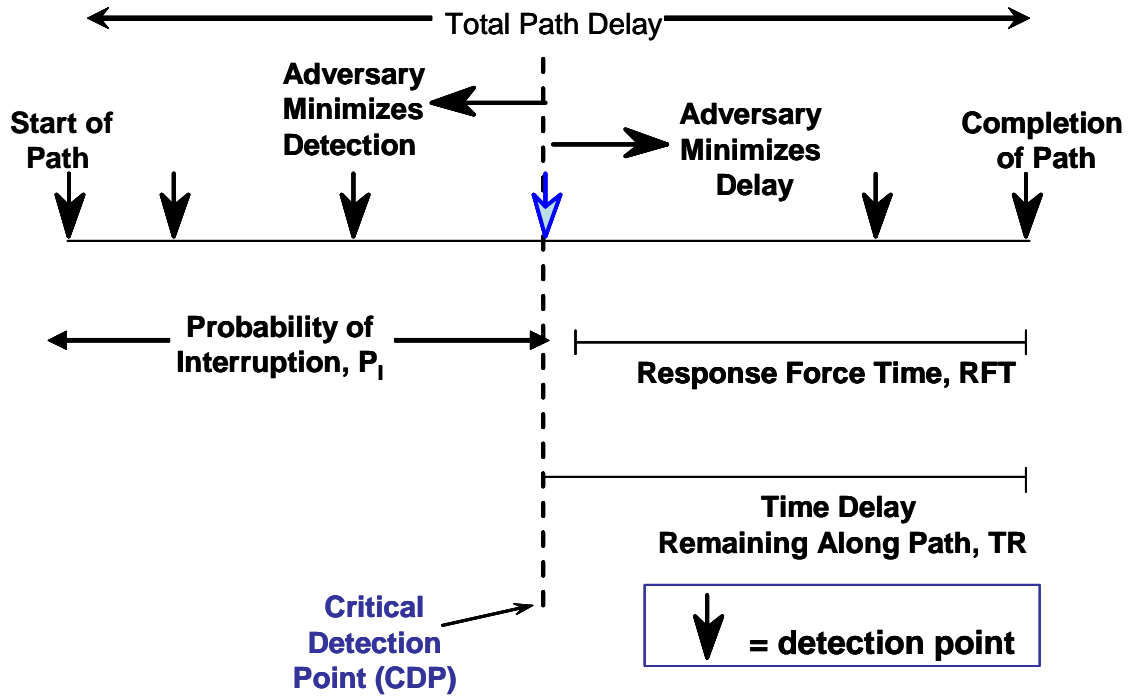 Total Path Delay
Adversary
Minimizes
Detection
Adversary
Minimizes
Delay
Start of
Path
Completion
of Path
Probability of
Interruption, PI
Response Force Time, RFT
Time Delay
Remaining Along Path, TR
Critical
Detection
Point (CDP)
= detection point